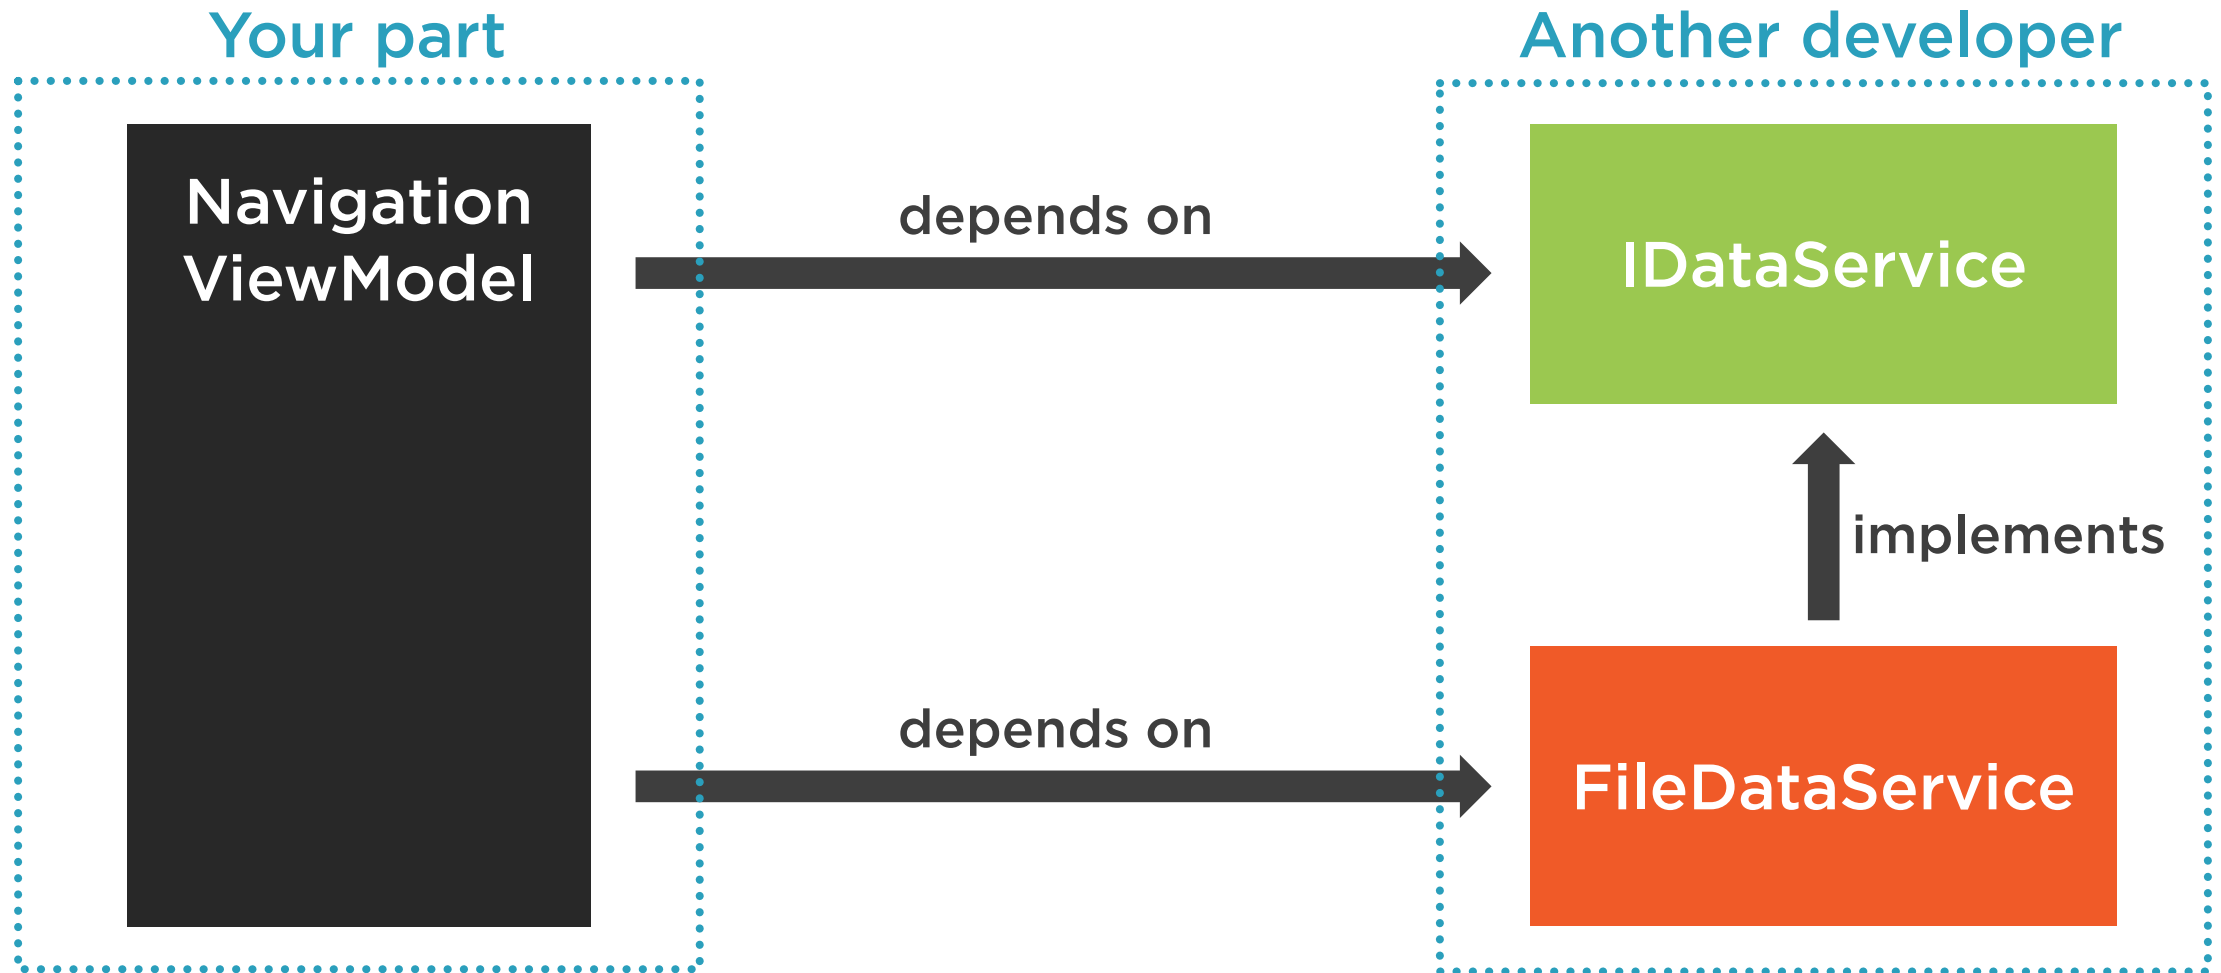 Your part
Another developer
Navigation
ViewModel
depends on
IDataService
implements
depends on
FileDataService